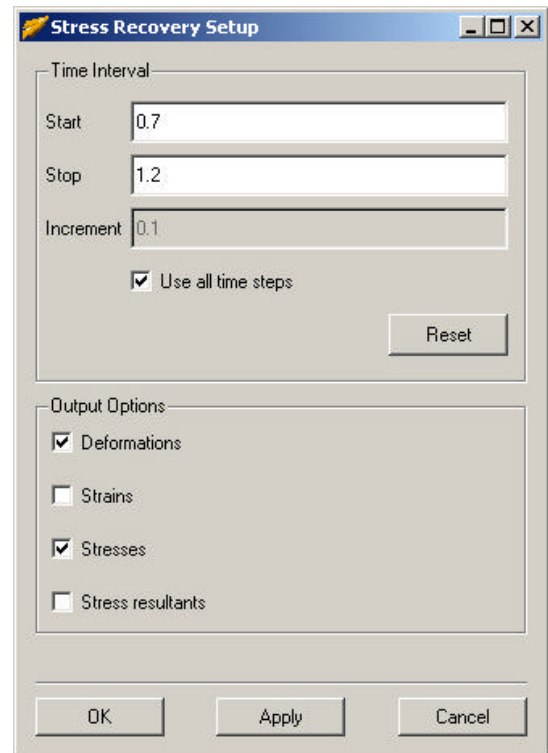 Stress Recovery Setup
Time Interval
Start 0.7
Stop 1.2
Increment 0.1
Use all time steps
Reset
Output Options
Deformations
Strains
Stresses
Stress resultants
OK Apply Cancel